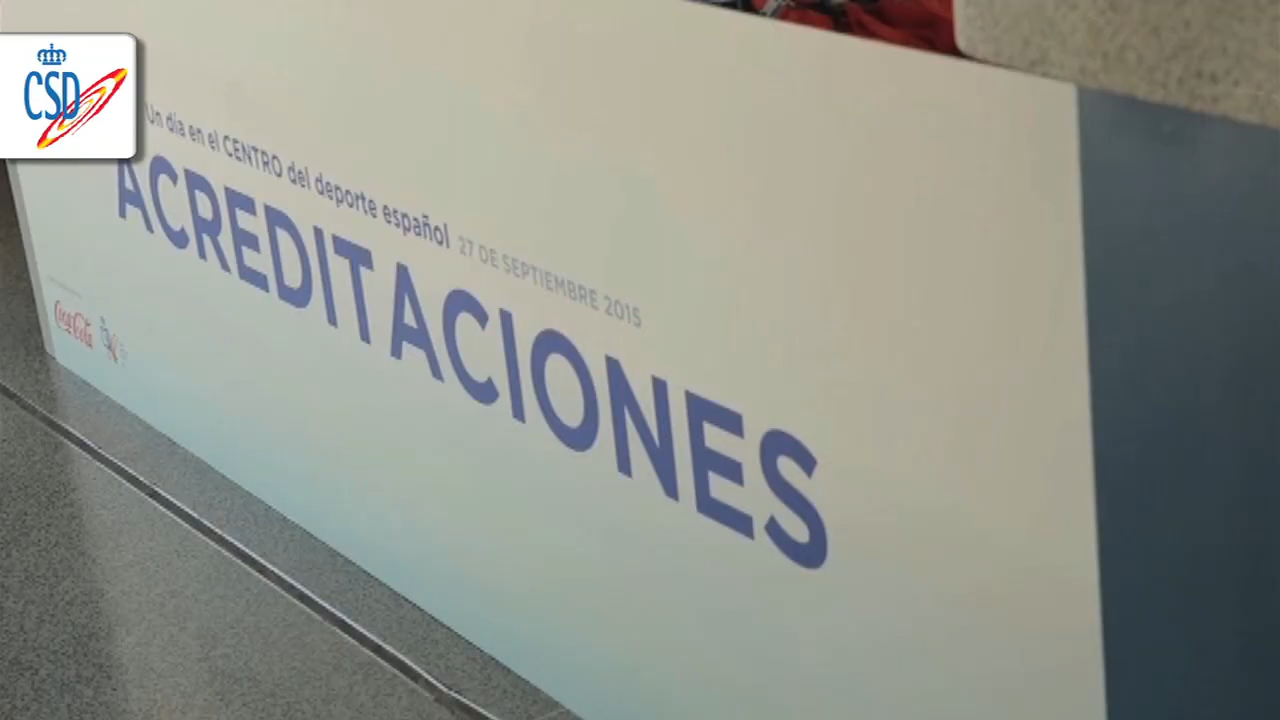 CSD
Un día en el CENTRO del deporte español 27 DE SEPTIEMBRE 2015
ACREDITACIONES
Coca-Cola